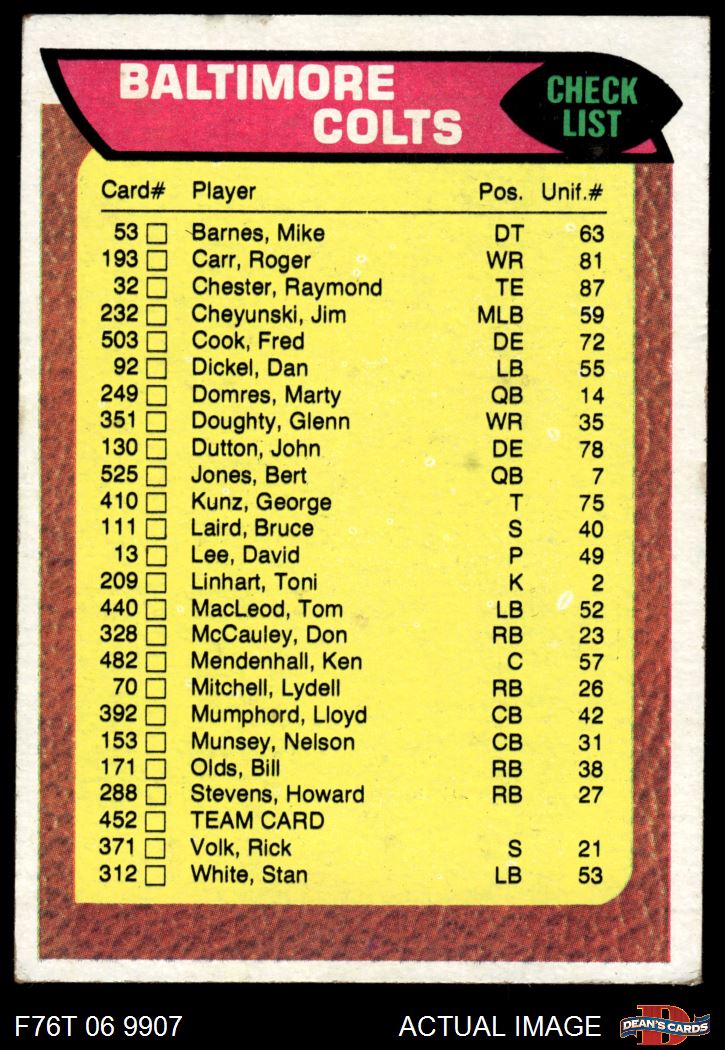 BALTIMORE
COLTS
CHECK
LIST
Card# Player Pos. Unif.#
53 Barnes, Mike DT 63
193 Carr, Roger WR 81
32 Chester, Raymond TE 87
232 Cheyunski, Jim MLB 59
503 Cook, Fred DE 72
92 Dickel, Dan LB 55
249 Domres, Marty QB 14
351 Doughty, Glenn WR 35
130 Dutton, John DE 78
525 Jones, Bert QB 7
410 Kunz, George T 75
111 Laird, Bruce S 40
13 Lee, David P 49
209 Linhart, Toni K 2
440 MacLeod, Tom LB 52
328 McCauley, Don RB 23
482 Mendenhall, Ken C 57
70 Mitchell, Lydell RB 26
392 Mumphord, Lloyd CB 42
153 Munsey, Nelson CB 31
171 Olds, Bill RB 38
288 Stevens, Howard RB 27
452 TEAM CARD
371 Volk, Rick S 21
312 White, Stan LB 53
F76T 06 9907 ACTUAL IMAGE
D
DEAN'S CARDS